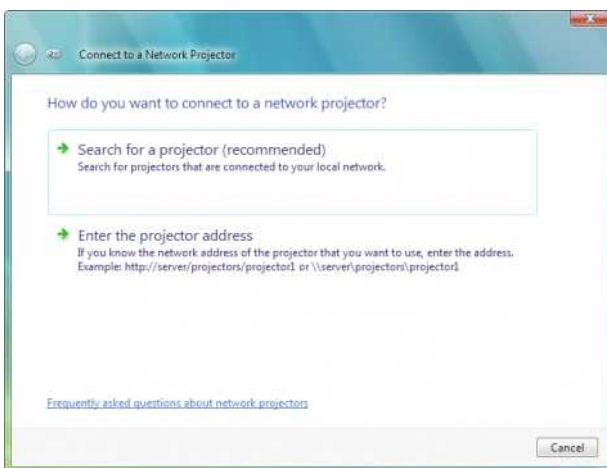 Connect to a Network Projector
How do you want to connect to a network projector?
Search for a projector (recommended)
Search for projectors that are connected to your local network.
Enter the projector address
If you know the network address of the projector that you want to use, enter the address.
Example: http://server/projectors/projector1 or \\server\projectors\projector1
Frequently asked questions about network projectors
Cancel